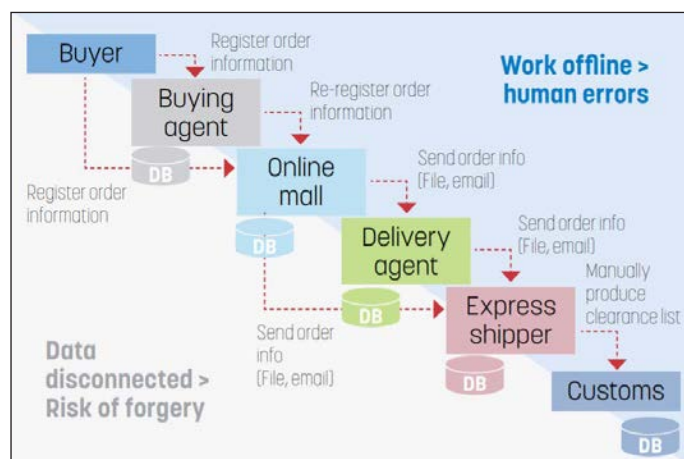 Buyer
Register order
information
Buying
agent
DB
Re-register order
information
Work offline >
human errors
Register order
information
Online
mall
DB
Send order info
(File, email)
Delivery
agent
DB
Send order info
(File, email)
Send order
info
(File, email)
Express
shipper
DB
Manually
produce
clearance list
Customs
DB
Data
disconnected >
Risk of forgery